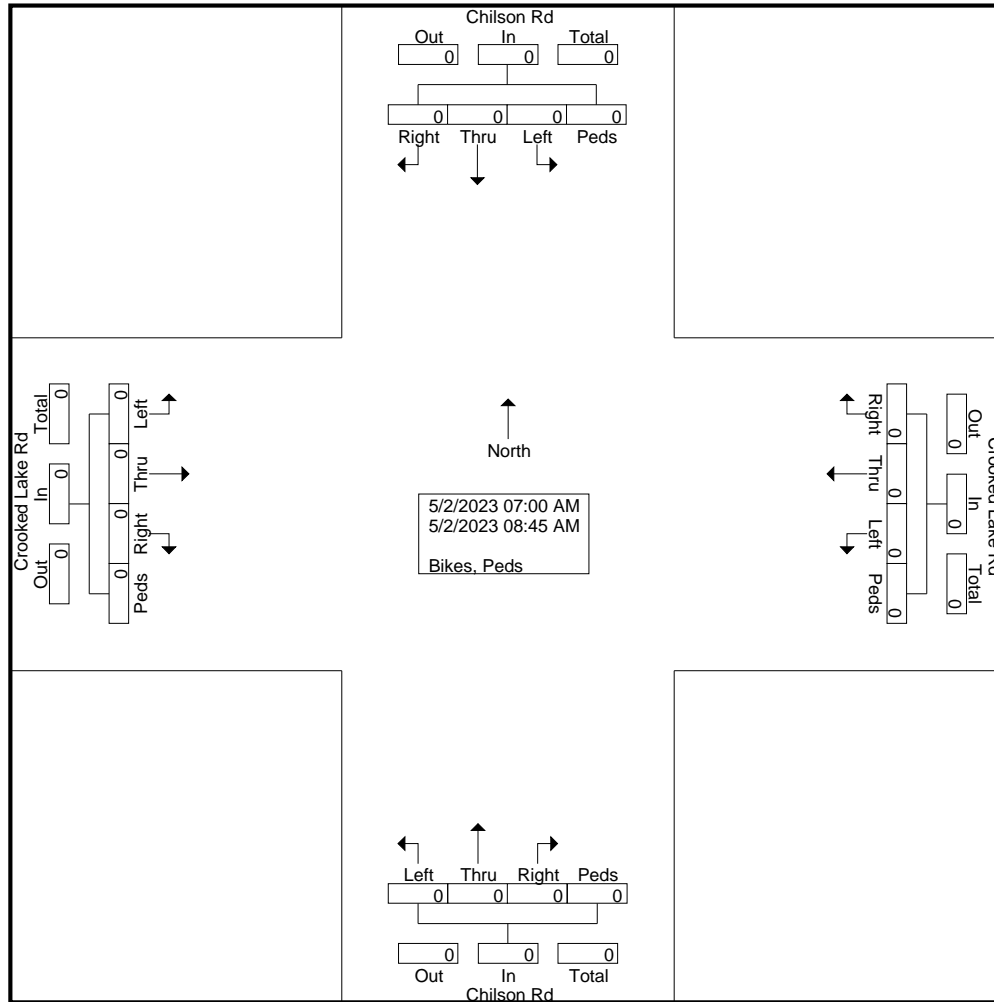 Chilson Rd
Out In Total
0 0 0
0 0 0 0
Right Thru Left Peds
Crooked Lake Rd
Total In Out
0 0 0
0 0 0 0
Left Thru Right Peds
North
5/2/2023 07:00 AM
5/2/2023 08:45 AM
Bikes, Peds
Right Thru Left Peds
0 0 0 0
Out In Total
0 0 0
Crooked Lake Rd
Left Thru Right Peds
0 0 0 0
0 0 0
Out In Total
Chilson Rd